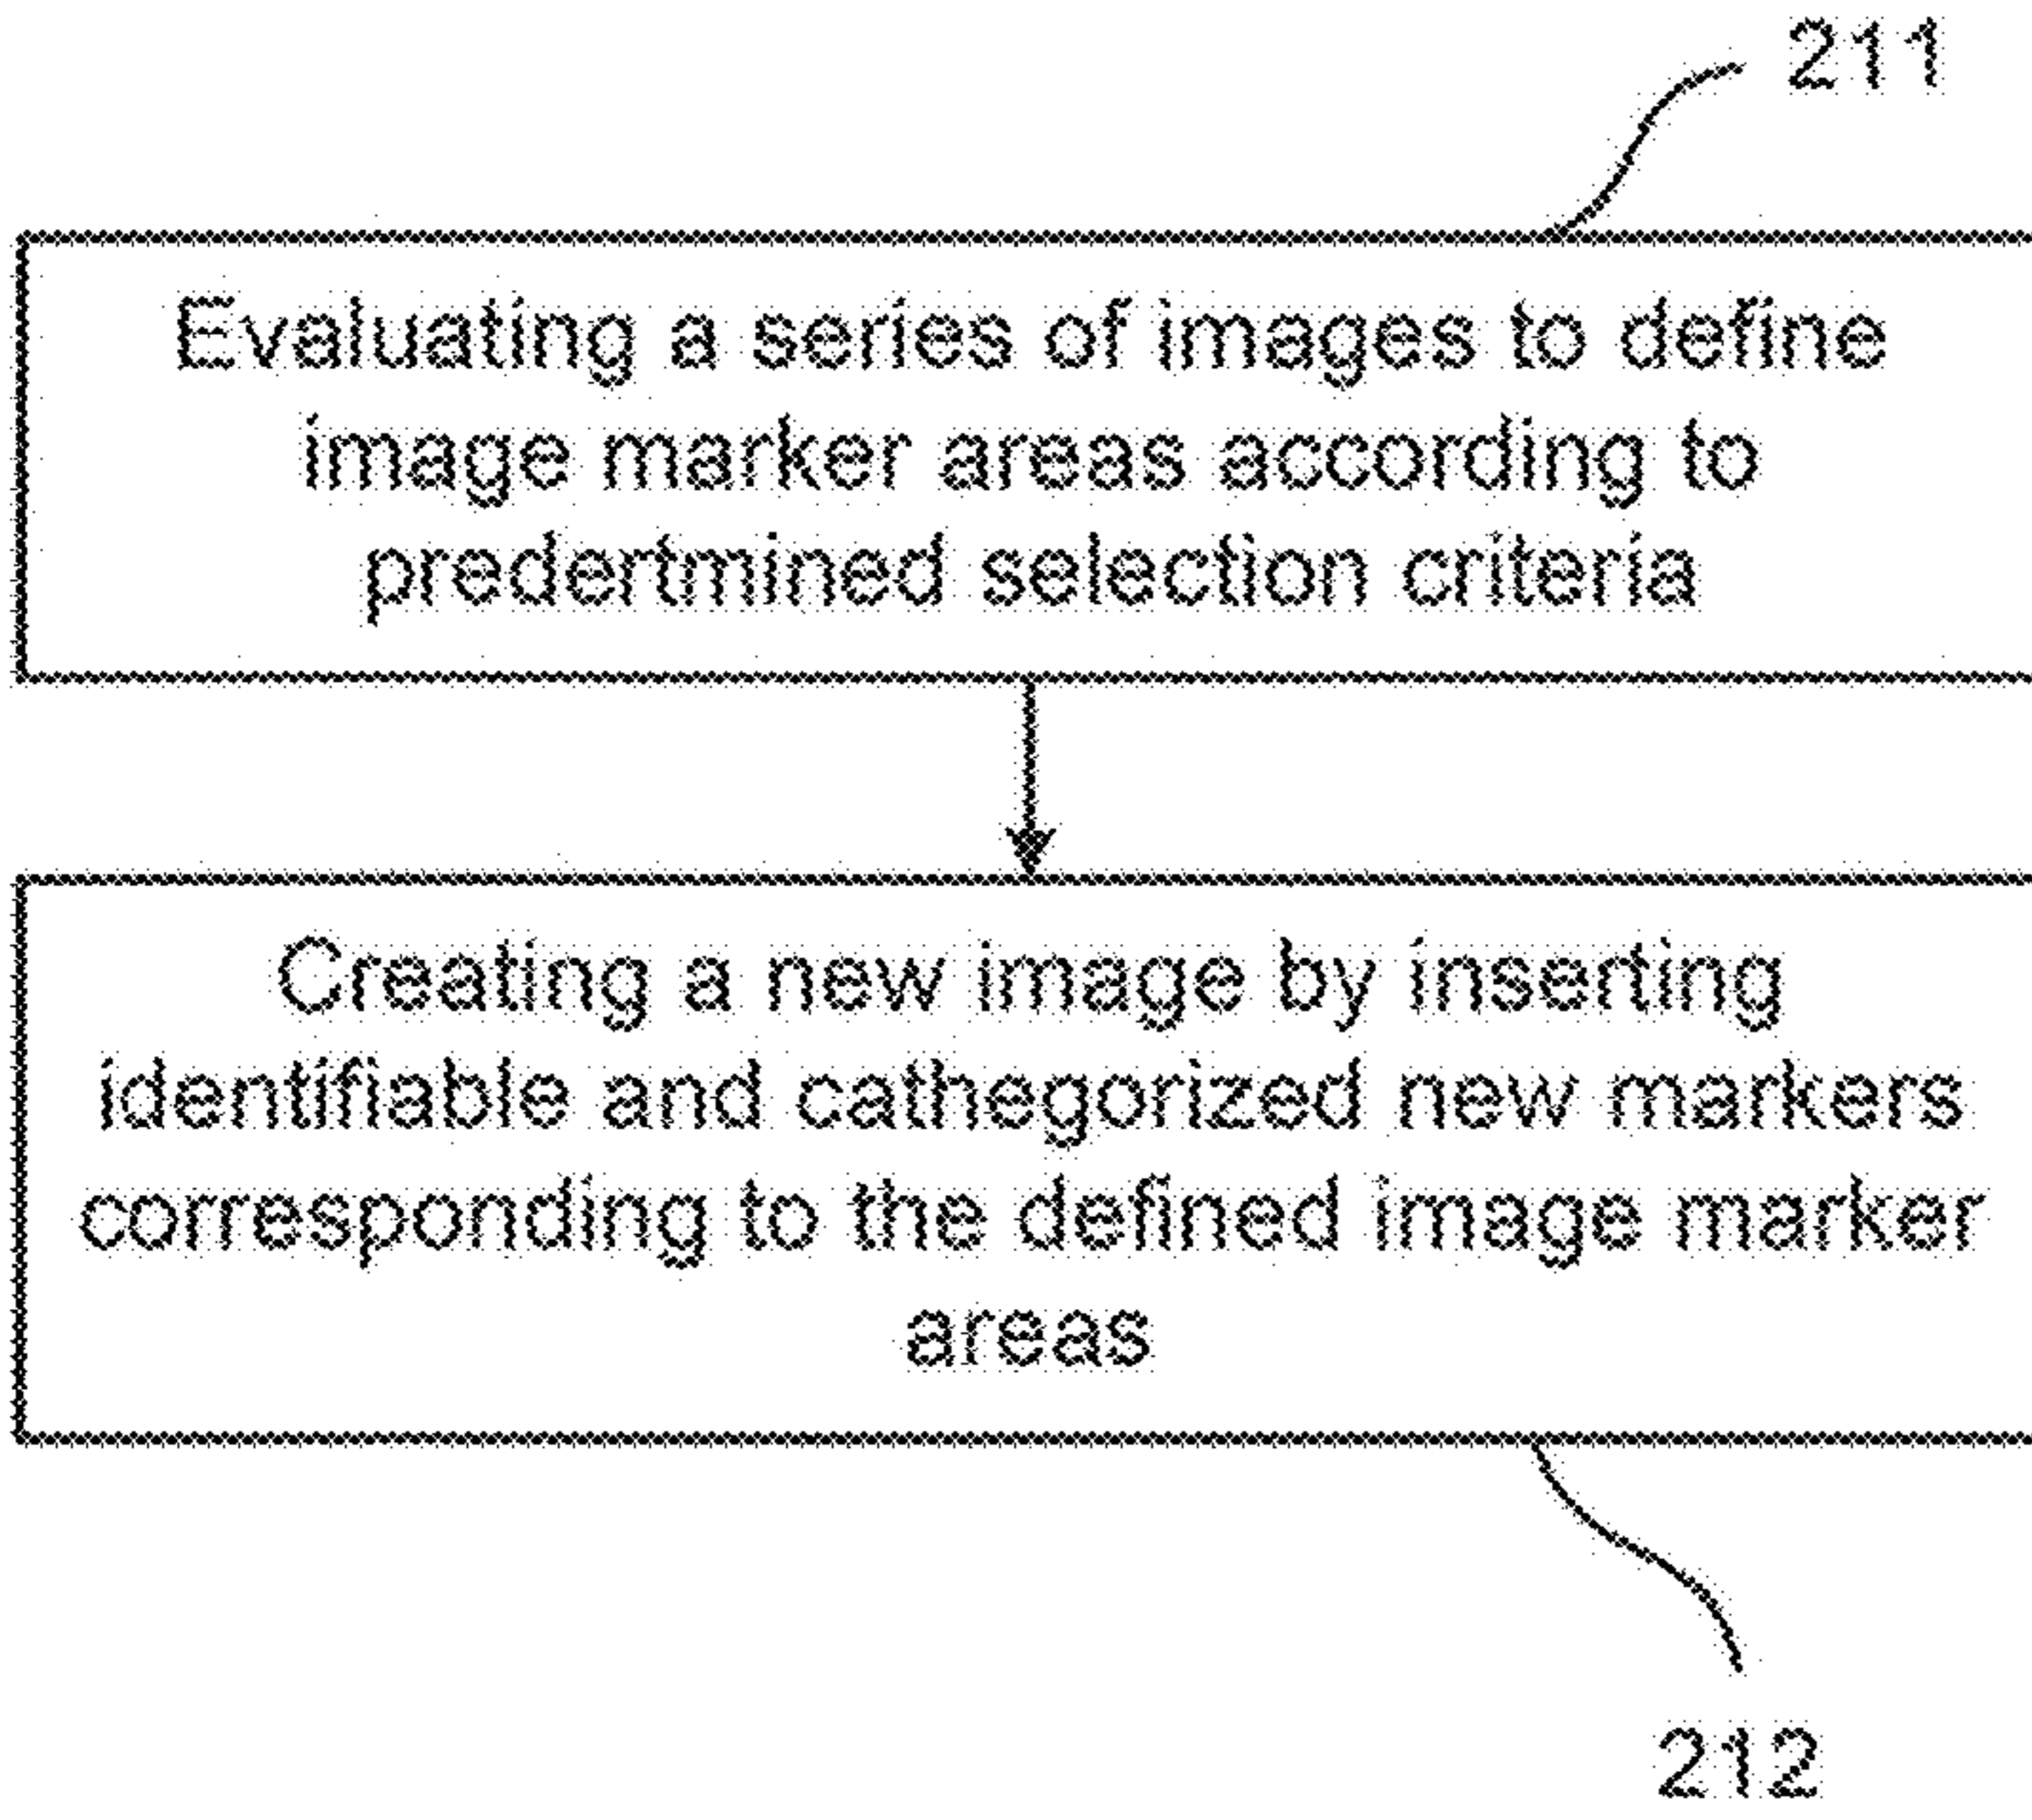 211
Evaluating a series of images to define
image marker areas according to
predertmined selection criteria
Creating a new image by inserting
identifiable and cathegorized new markers
corresponding to the defined image marker
areas
212